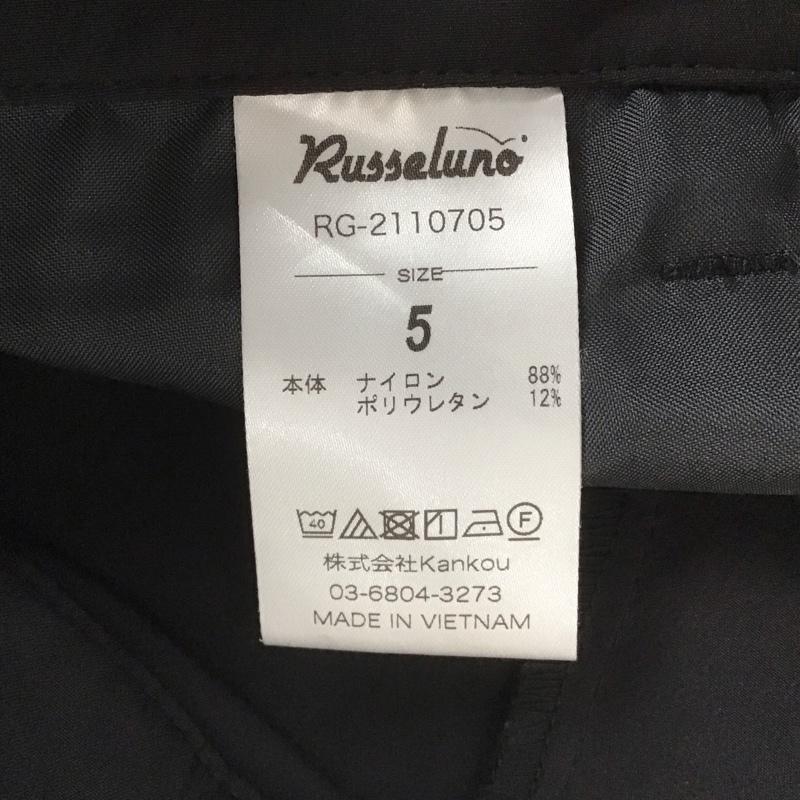 Russeluno
RG-2110705
SIZE
5
本体 ナイロン 88%
ポリウレタン 12%
40 F
株式会社Kankou
03-6804-3273
MADE IN VIETNAM